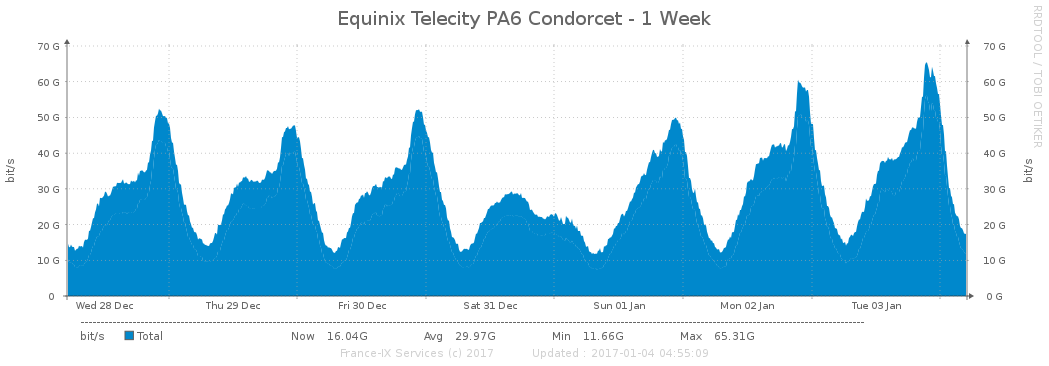 Equinix Telecity PA6 Condorcet - 1 Week
RRDTOOL / TOBI OETIKER
bit/s
bit/s
70 G 70 G
60 G 60 G
50 G 50 G
40 G 40 G
30 G 30 G
20 G 20 G
10 G 10 G
0 0 G
Wed 28 Dec Thu 29 Dec Fri 30 Dec Sat 31 Dec Sun 01 Jan Mon 02 Jan Tue 03 Jan
bit/s Total Now 16.04G Avg 29.97G Min 11.66G Max 65.31G
France-IX Services (c) 2017 Updated : 2017-01-04 04:55:09